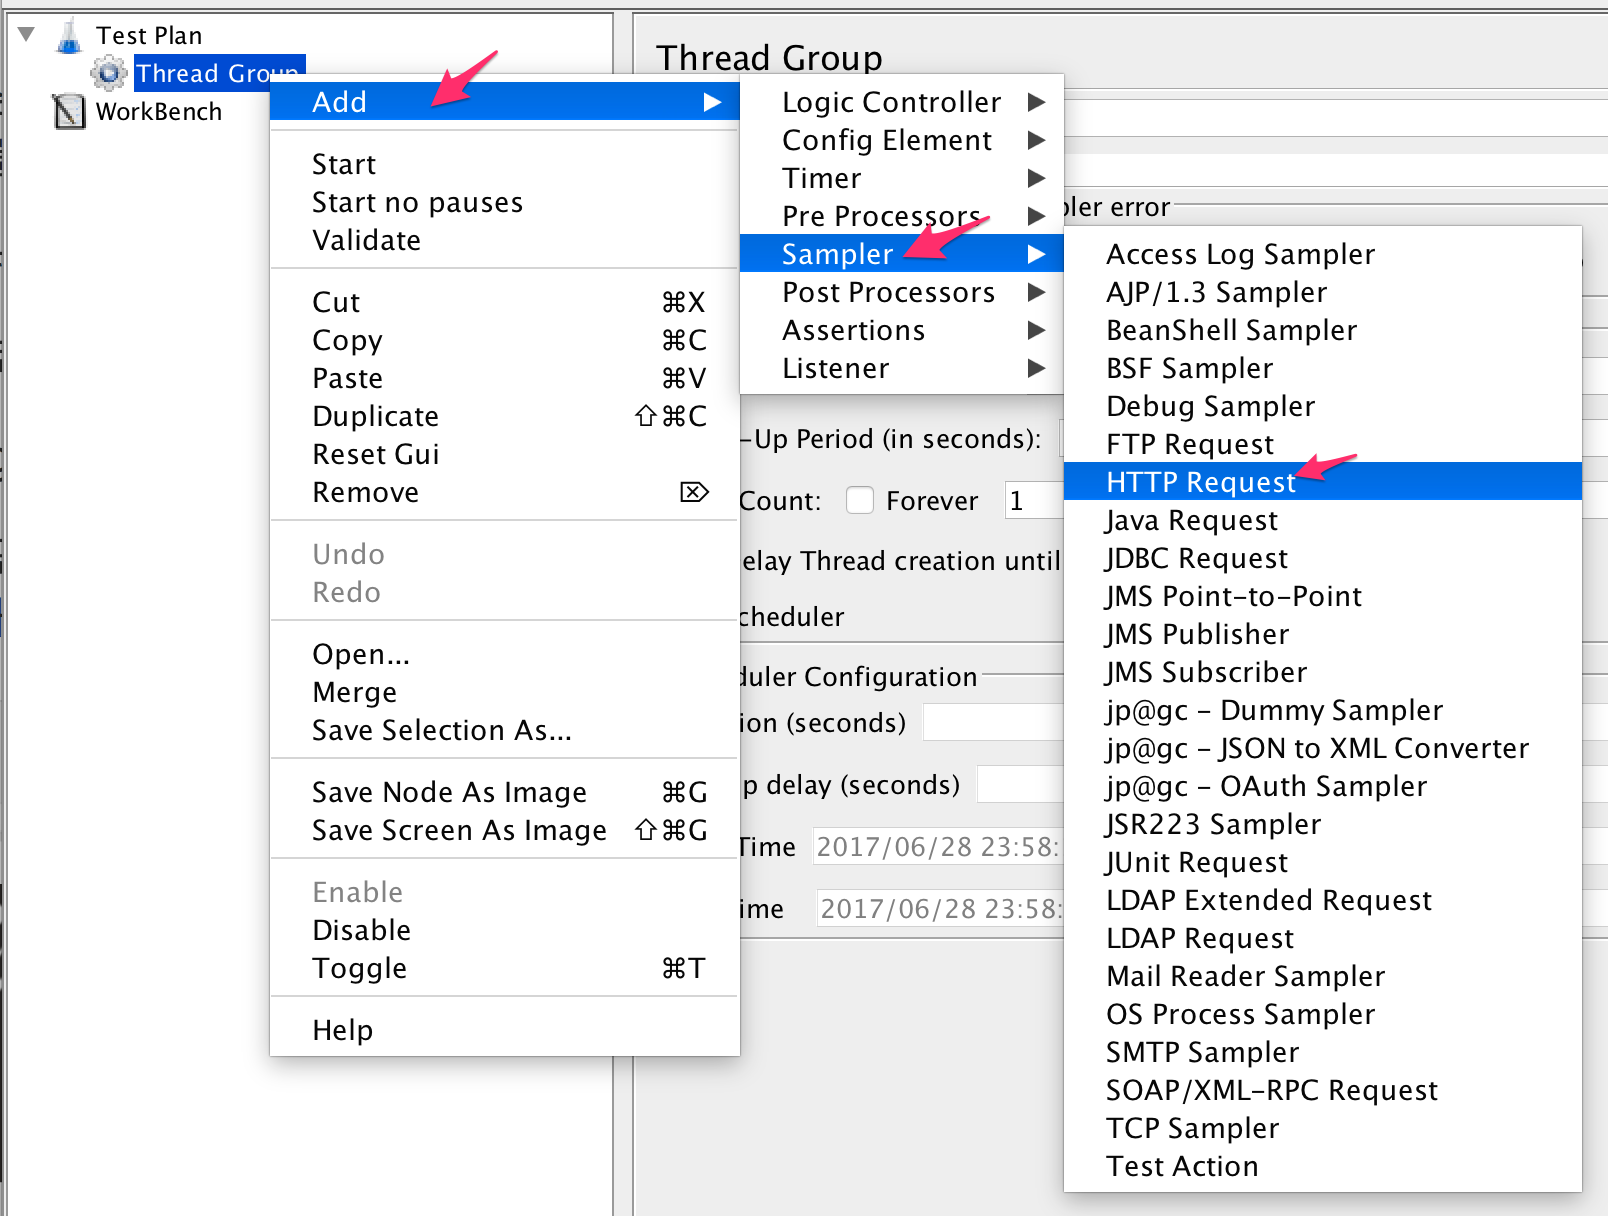 Test Plan
Thread Group
WorkBench
Add
Start
Start no pauses
Validate
Cut ⌘X
Copy ⌘C
Paste ⌘V
Duplicate ⇧⌘C
Reset Gui
Remove ⌦
Undo
Redo
Open...
Merge
Save Selection As...
Save Node As Image ⌘G
Save Screen As Image ⇧⌘G
Enable
Disable
Toggle ⌘T
Help
Thread Group
Logic Controller
Config Element
Timer
Pre Processors
Sampler
Post Processors
Assertions
Listener
pler error
-Up Period (in seconds):
Count: Forever 1
elay Thread creation until
cheduler
duler Configuration
ion (seconds)
p delay (seconds)
Time 2017/06/28 23:58:
ime 2017/06/28 23:58:
Access Log Sampler
AJP/1.3 Sampler
BeanShell Sampler
BSF Sampler
Debug Sampler
FTP Request
HTTP Request
Java Request
JDBC Request
JMS Point-to-Point
JMS Publisher
JMS Subscriber
jp@gc - Dummy Sampler
jp@gc - JSON to XML Converter
jp@gc - OAuth Sampler
JSR223 Sampler
JUnit Request
LDAP Extended Request
LDAP Request
Mail Reader Sampler
OS Process Sampler
SMTP Sampler
SOAP/XML-RPC Request
TCP Sampler
Test Action